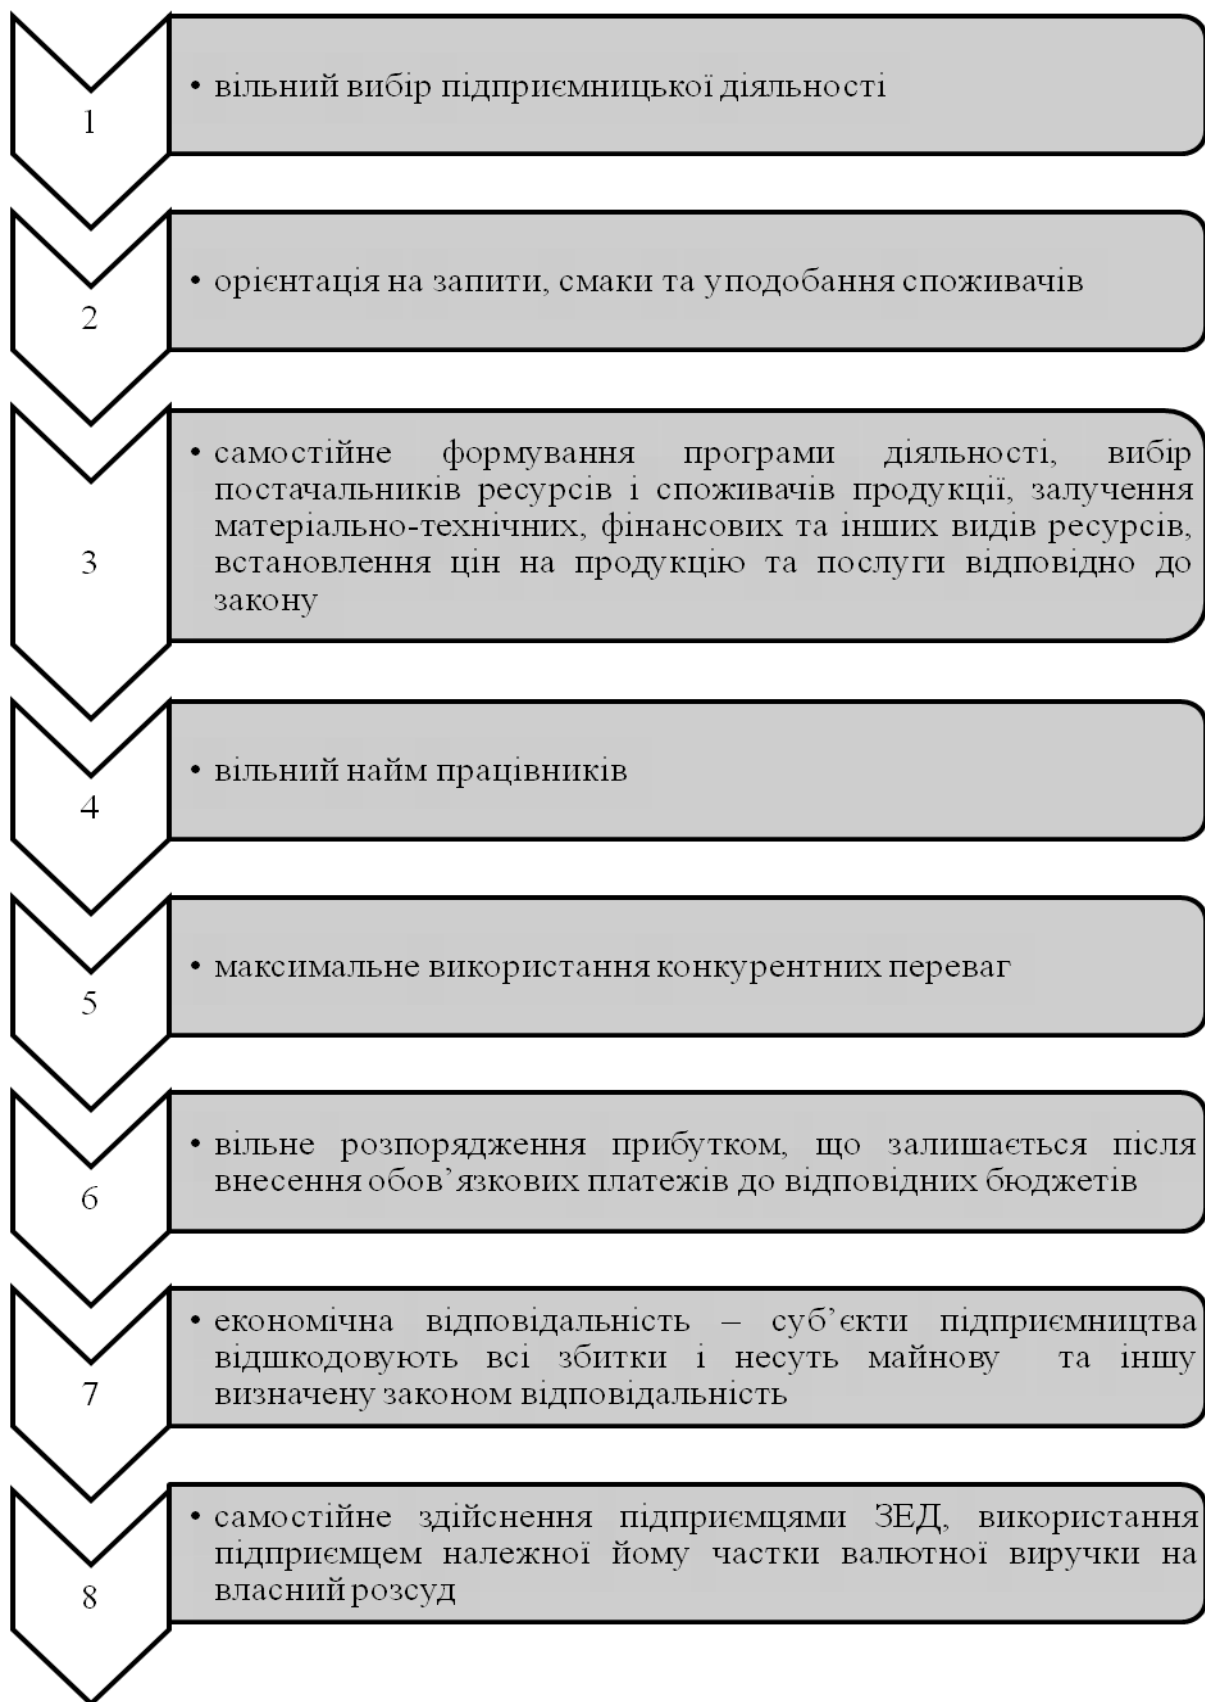 1
• вільний вибір підприємницької діяльності
2
• орієнтація на запити, смаки та уподобання споживачів
3
• самостійне формування програми діяльності, вибір
постачальників ресурсів і споживачів продукції, залучення
матеріально-технічних, фінансових та інших видів ресурсів,
встановлення цін на продукцію та послуги відповідно до
закону
4
• вільний найм працівників
5
• максимальне використання конкурентних переваг
6
• вільне розпорядження прибутком, що залишається після
внесення обов’язкових платежів до відповідних бюджетів
7
• економічна відповідальність – суб’єкти підприємництва
відшкодовують всі збитки і несуть майнову та іншу
визначену законом відповідальність
8
• самостійне здійснення підприємцями ЗЕД, використання
підприємцем належної йому частки валютної виручки на
власний розсуд